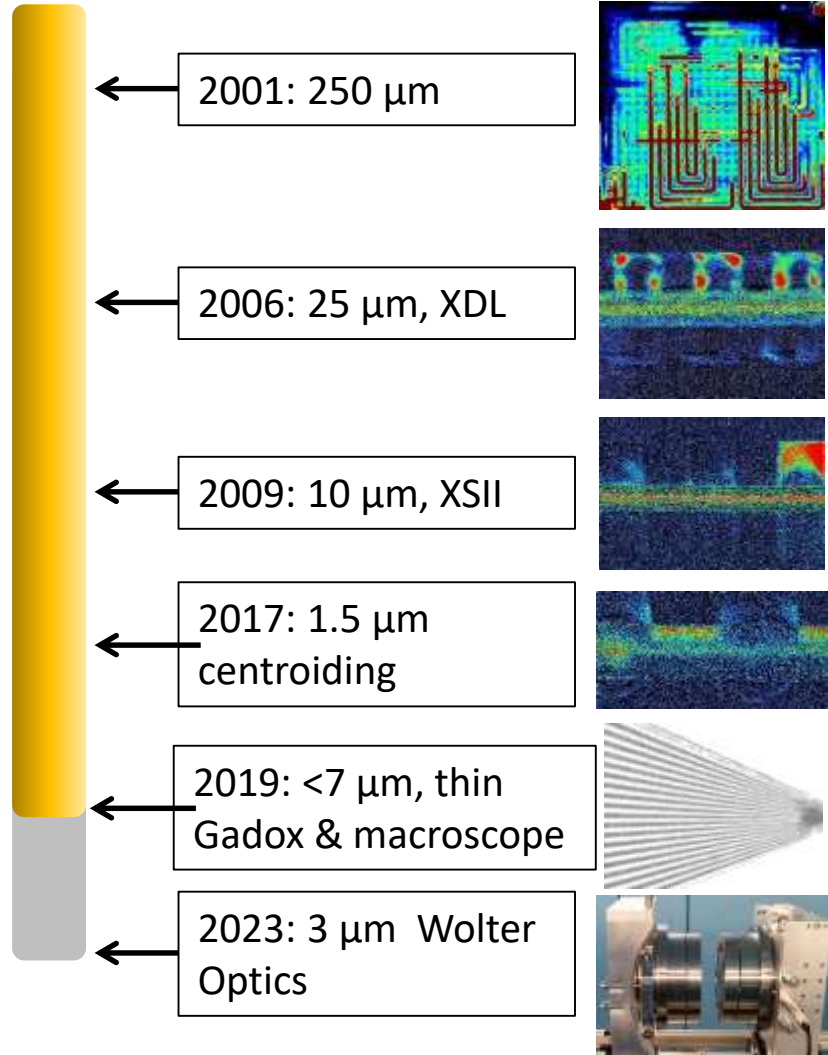 2001: 250 μm
2006: 25 μm, XDL
2009: 10 μm, XSII
2017: 1.5 μm
centroiding
2019: <7 μm, thin
Gadox & macroscope
2023: 3 μm  Wolter
Optics